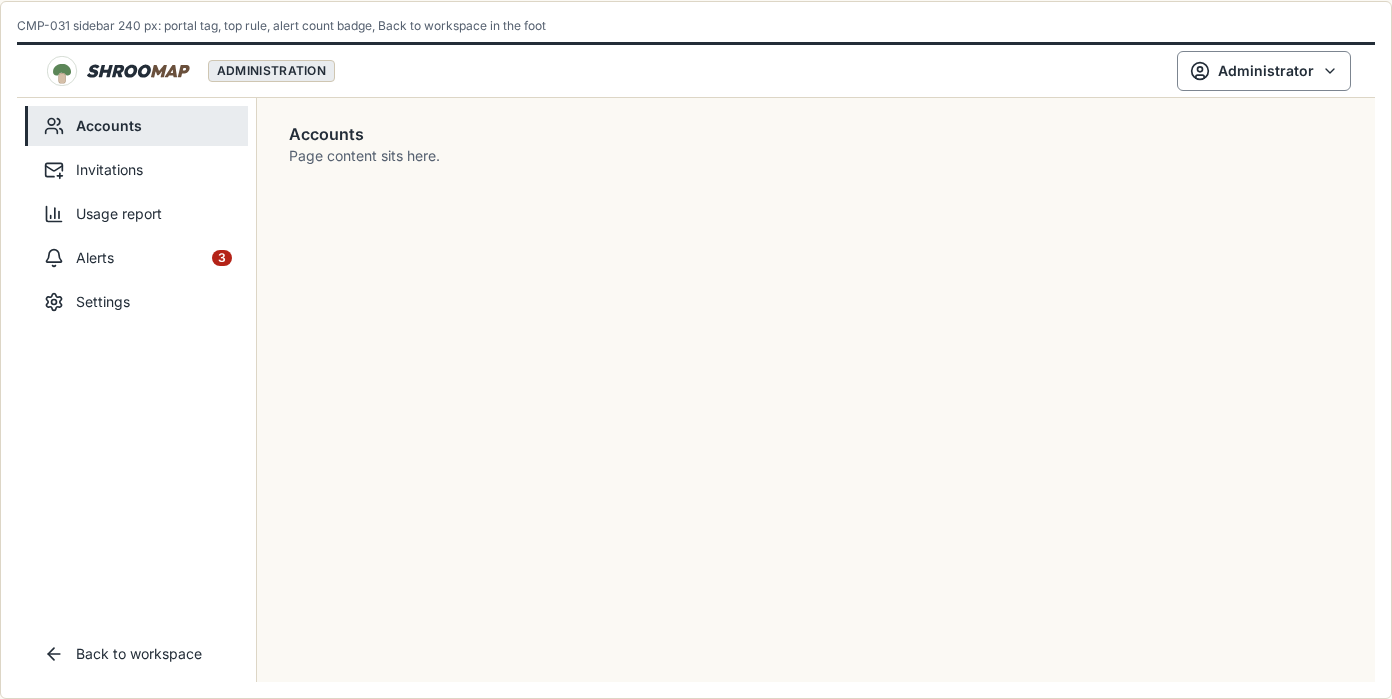 CMP-031 sidebar 240 px: portal tag, top rule, alert count badge, Back to workspace in the foot
SHROOMAP ADMINISTRATION Administrator
Accounts
Invitations
Usage report
Alerts 3
Settings
Back to workspace
Accounts
Page content sits here.